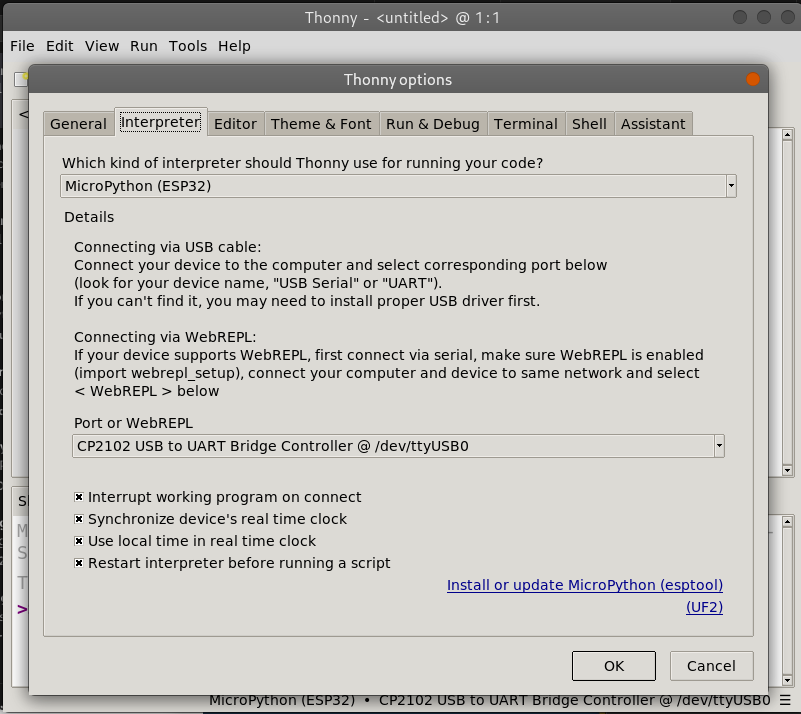 Thonny - <untitled> @ 1:1
File Edit View Run Tools Help
Thonny options
General Interpreter Editor Theme & Font Run & Debug Terminal Shell Assistant
Which kind of interpreter should Thonny use for running your code?
MicroPython (ESP32)
Details
Connecting via USB cable:
Connect your device to the computer and select corresponding port below
(look for your device name, "USB Serial" or "UART").
If you can't find it, you may need to install proper USB driver first.
Connecting via WebREPL:
If your device supports WebREPL, first connect via serial, make sure WebREPL is enabled
(import webrepl_setup), connect your computer and device to same network and select
< WebREPL > below
Port or WebREPL
CP2102 USB to UART Bridge Controller @ /dev/ttyUSB0
Interrupt working program on connect
Synchronize device's real time clock
Use local time in real time clock
Restart interpreter before running a script
Install or update MicroPython (esptool)
(UF2)
OK Cancel
MicroPython (ESP32) • CP2102 USB to UART Bridge Controller @ /dev/ttyUSB0 ☰